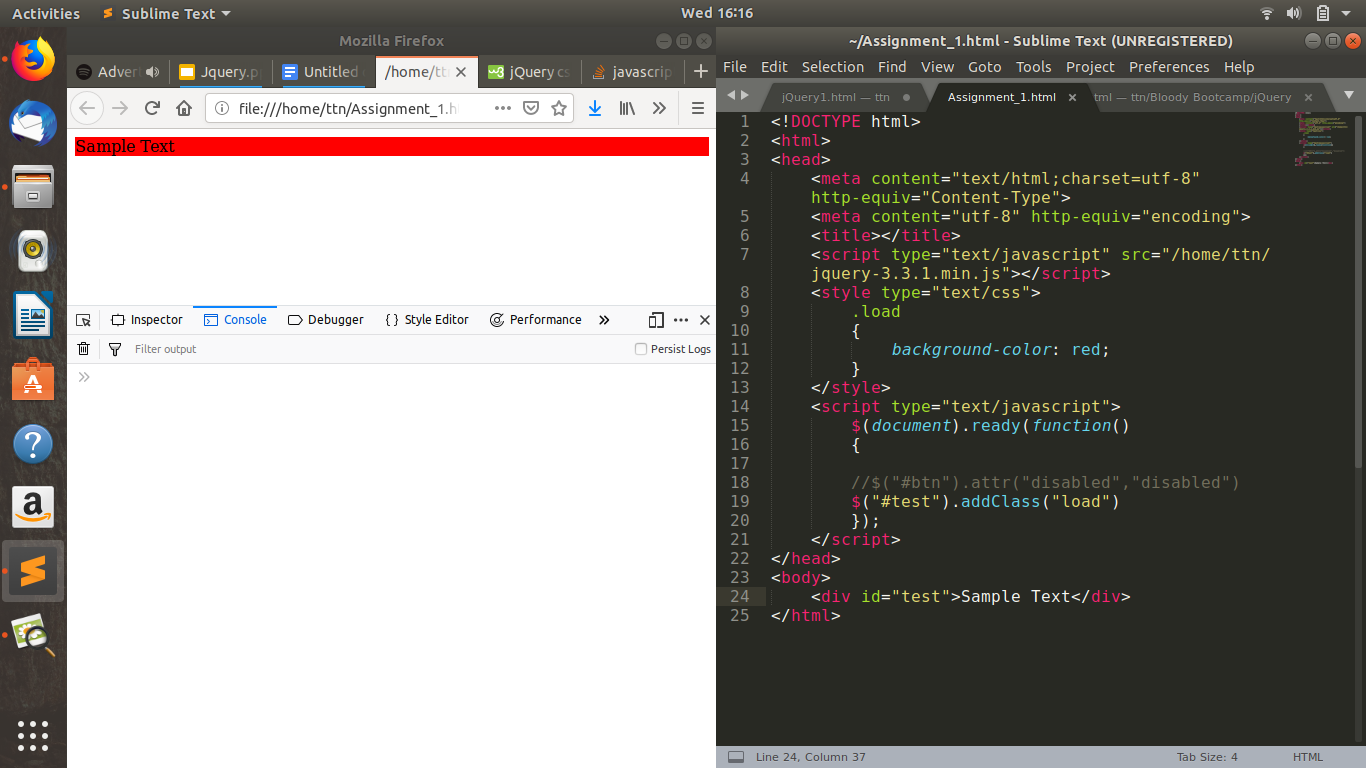 Activities
Sublime Text
Wed 16:16
Mozilla Firefox
Adver
Jquery.p
Untitled
/home/tt
jQuery cs
javascrip
file:///home/ttn/Assignment_1.h
Sample Text
Inspector
Console
Debugger
{ } Style Editor
Performance
Filter output
Persist Logs
~/Assignment_1.html - Sublime Text (UNREGISTERED)
File Edit Selection Find View Goto Tools Project Preferences Help
jQuery1.html — ttn
Assignment_1.html
tml — ttn/Bloody Bootcamp/jQuery
1 <!DOCTYPE html>
2 <html>
3 <head>
4 <meta content="text/html;charset=utf-8"
http-equiv="Content-Type">
5 <meta content="utf-8" http-equiv="encoding">
6 <title></title>
7 <script type="text/javascript" src="/home/ttn/
jquery-3.3.1.min.js"></script>
8 <style type="text/css">
9 .load
10 {
11 background-color: red;
12 }
13 </style>
14 <script type="text/javascript">
15 $(document).ready(function()
16 {
17
18 //$("#btn").attr("disabled","disabled")
19 $("#test").addClass("load")
20 });
21 </script>
22 </head>
23 <body>
24 <div id="test">Sample Text</div>
25 </html>
Line 24, Column 37
Tab Size: 4
HTML